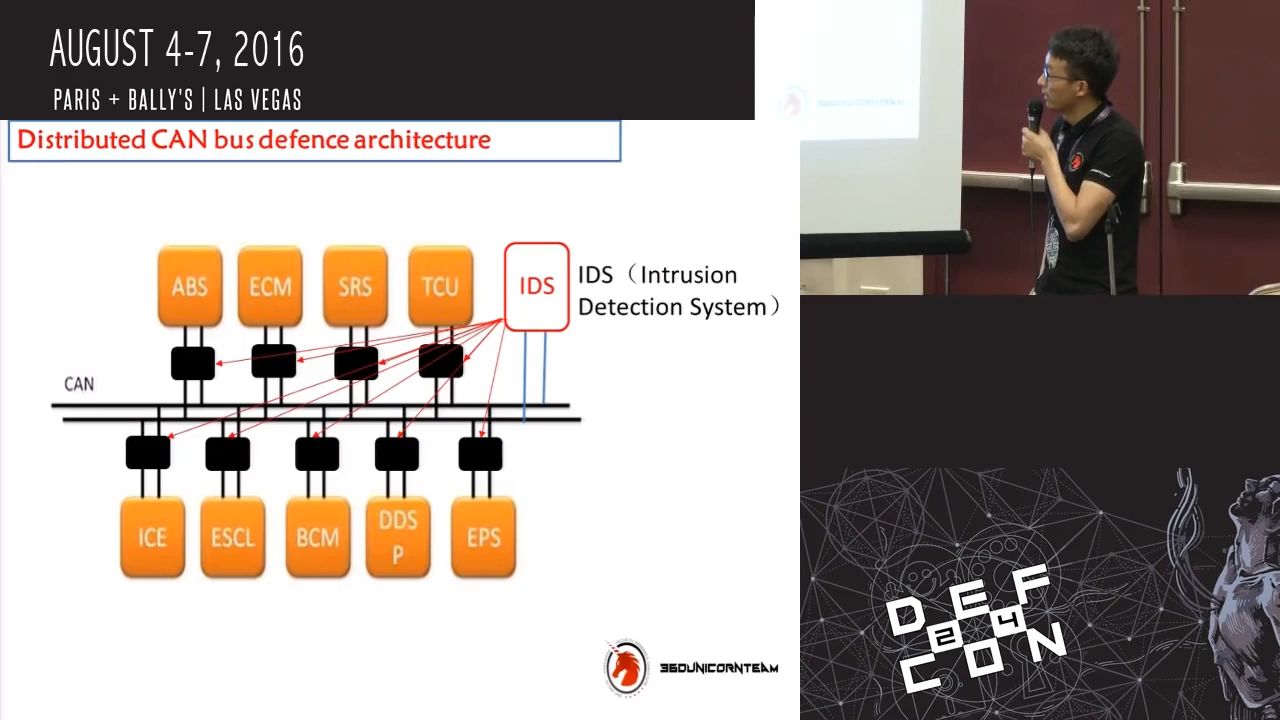 AUGUST 4-7, 2016
PARIS + BALLY'S | LAS VEGAS
Distributed CAN bus defence architecture
ABS
ECM
SRS
TCU
IDS
IDS（Intrusion
Detection System）
CAN
ICE
ESCL
BCM
DDS
P
EPS
360UNICORNTEAM
360UNICORNTEAM
DEF
24
CON